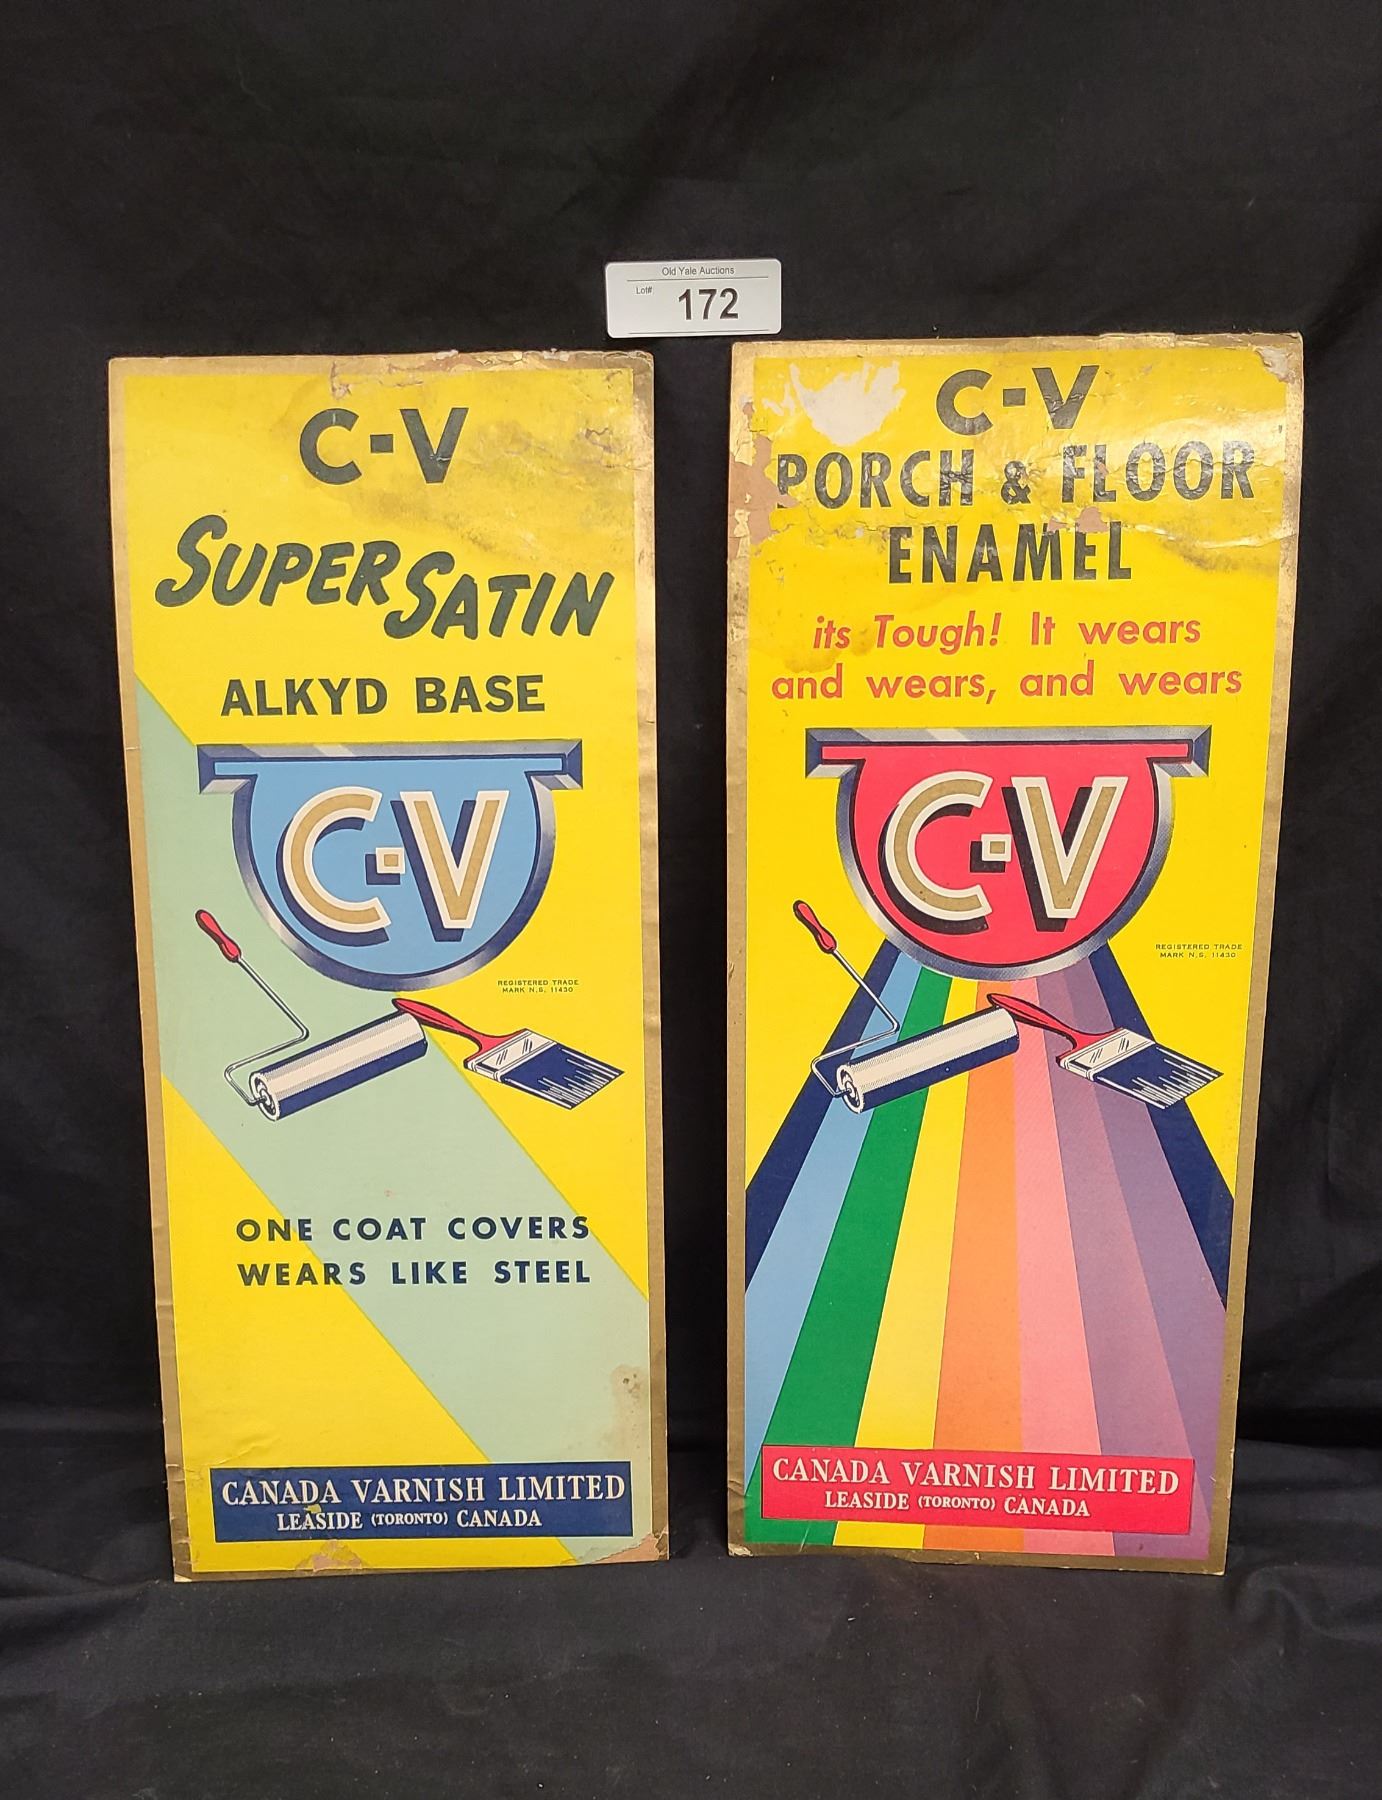 Old Yale Auctions
Lot# 172
C-V
SUPER SATIN
ALKYD BASE
C-V
REGISTERED TRADE
MARK N.S. 11430
ONE COAT COVERS
WEARS LIKE STEEL
CANADA VARNISH LIMITED
LEASIDE (TORONTO) CANADA
C-V
PORCH & FLOOR
ENAMEL
its Tough! It wears
and wears, and wears
C-V
REGISTERED TRADE
MARK N.S. 11430
CANADA VARNISH LIMITED
LEASIDE (TORONTO) CANADA